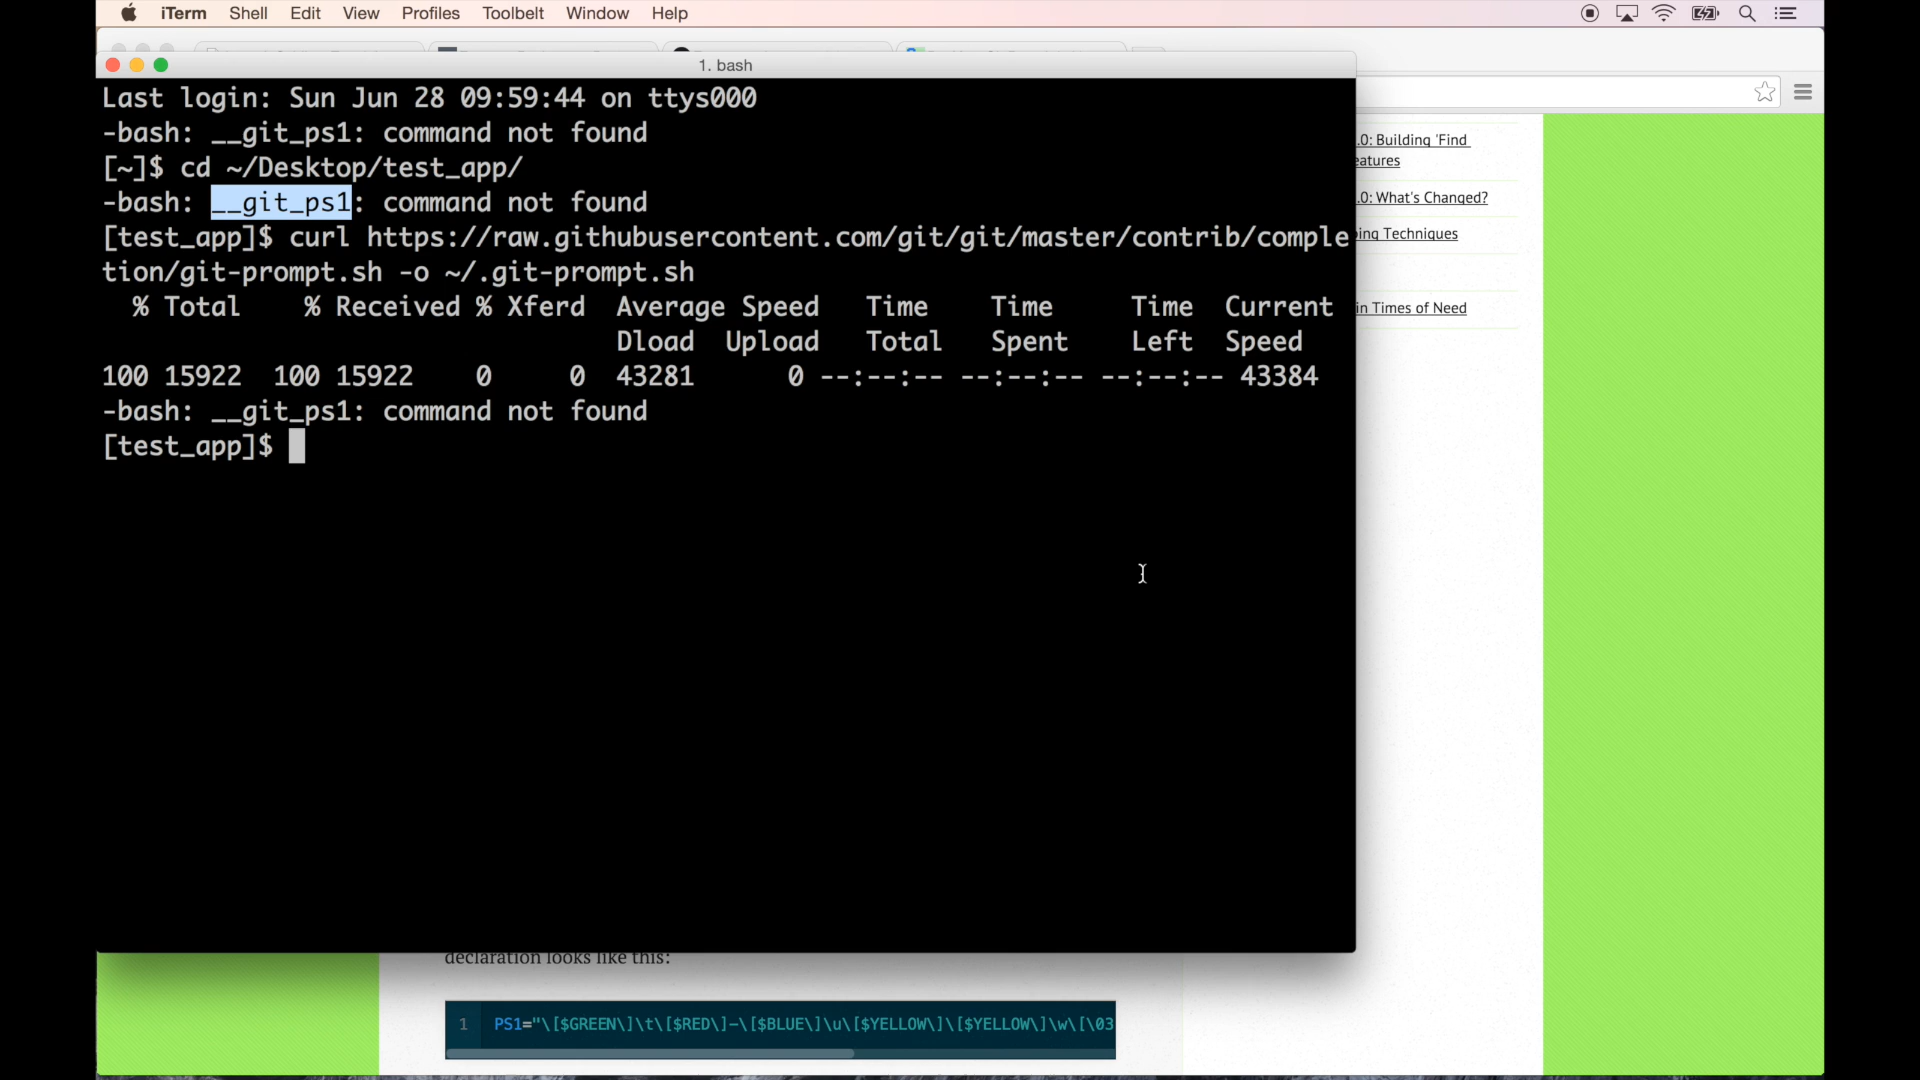 iTerm Shell Edit View Profiles Toolbelt Window Help
1. bash
Last login: Sun Jun 28 09:59:44 on ttys000
-bash: __git_ps1: command not found
[~]$ cd ~/Desktop/test_app/
-bash: __git_ps1: command not found
[test_app]$ curl https://raw.githubusercontent.com/git/git/master/contrib/comple
tion/git-prompt.sh -o ~/.git-prompt.sh
% Total % Received % Xferd Average Speed Time Time Time Current
Dload Upload Total Spent Left Speed
100 15922 100 15922 0 0 43281 0 --:--:-- --:--:-- --:--:-- 43384
-bash: __git_ps1: command not found
[test_app]$
.0: Building 'Find
eatures
.0: What's Changed?
ing Techniques
in Times of Need
declaration looks like this:
1 PS1="\[$GREEN\]\t\[$RED\]-\[$BLUE\]\u\[$YELLOW\]\[$YELLOW\]\w\[\03